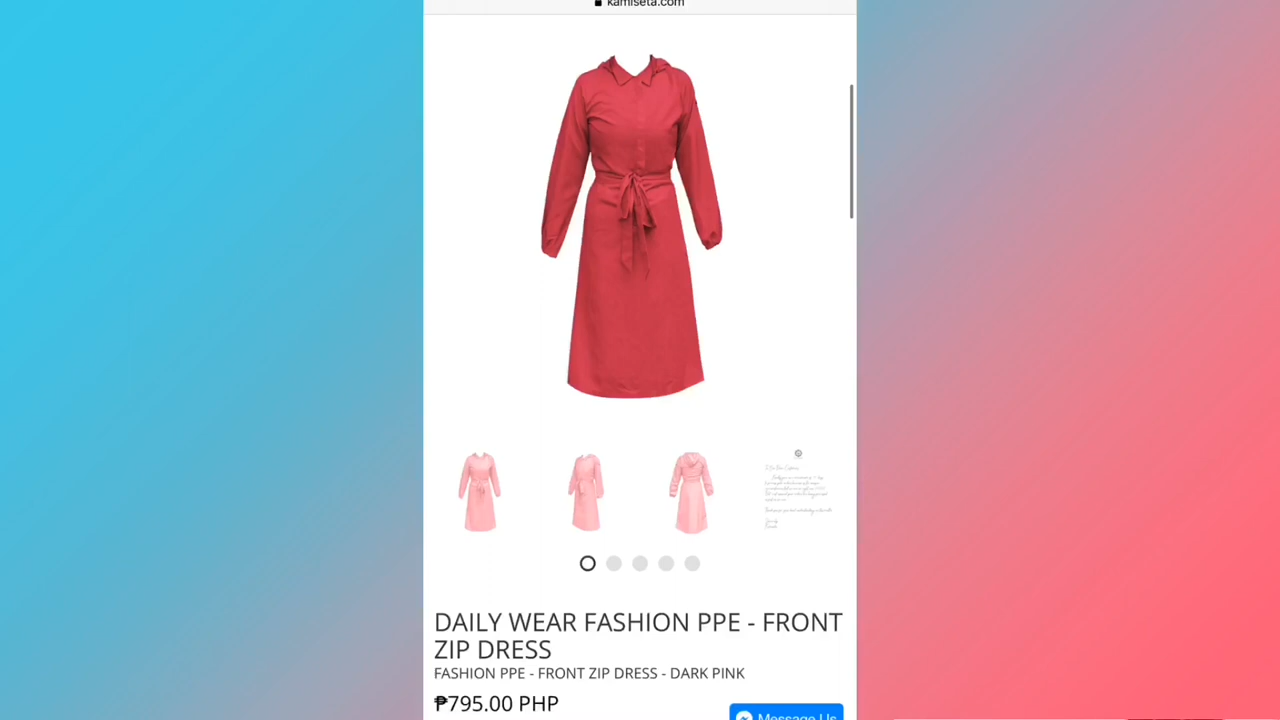 kamiseta.com
DAILY WEAR FASHION PPE - FRONT
ZIP DRESS
FASHION PPE - FRONT ZIP DRESS - DARK PINK
₱795.00 PHP
Message Us